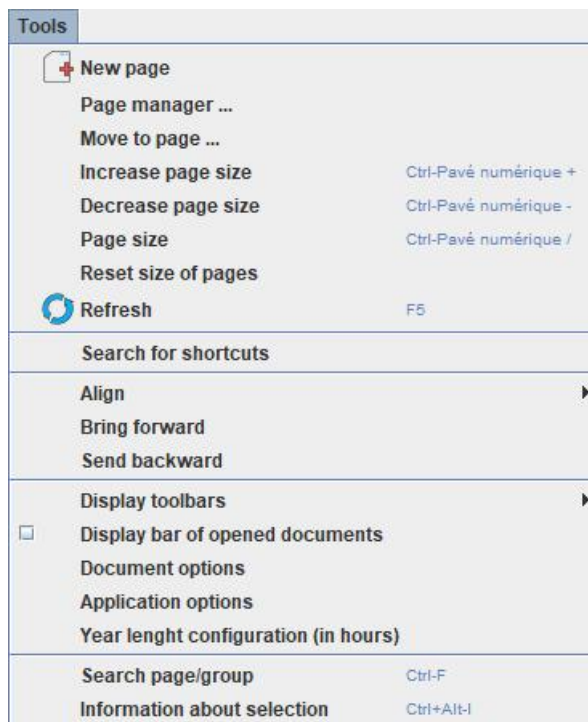 Tools
New page
Page manager ...
Move to page ...
Increase page size Ctrl-Pavé numérique +
Decrease page size Ctrl-Pavé numérique -
Page size Ctrl-Pavé numérique /
Reset size of pages
Refresh F5
Search for shortcuts
Align
Bring forward
Send backward
Display toolbars
Display bar of opened documents
Document options
Application options
Year lenght configuration (in hours)
Search page/group Ctrl-F
Information about selection Ctrl+Alt-I